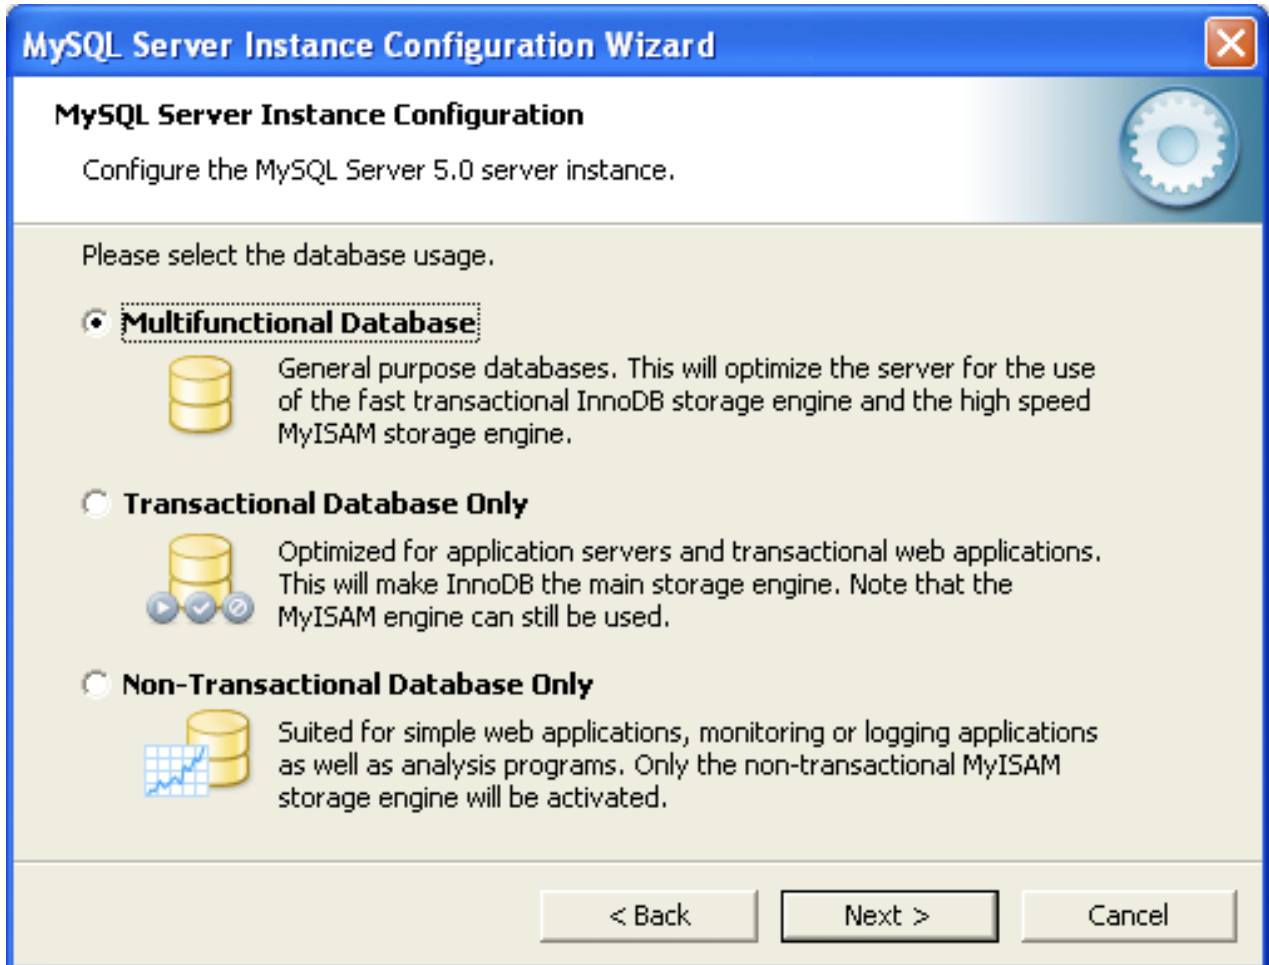 MySQL Server Instance Configuration Wizard
MySQL Server Instance Configuration
Configure the MySQL Server 5.0 server instance.
Please select the database usage.
Multifunctional Database
General purpose databases. This will optimize the server for the use
of the fast transactional InnoDB storage engine and the high speed
MyISAM storage engine.
Transactional Database Only
Optimized for application servers and transactional web applications.
This will make InnoDB the main storage engine. Note that the
MyISAM engine can still be used.
Non-Transactional Database Only
Suited for simple web applications, monitoring or logging applications
as well as analysis programs. Only the non-transactional MyISAM
storage engine will be activated.
< Back
Next >
Cancel